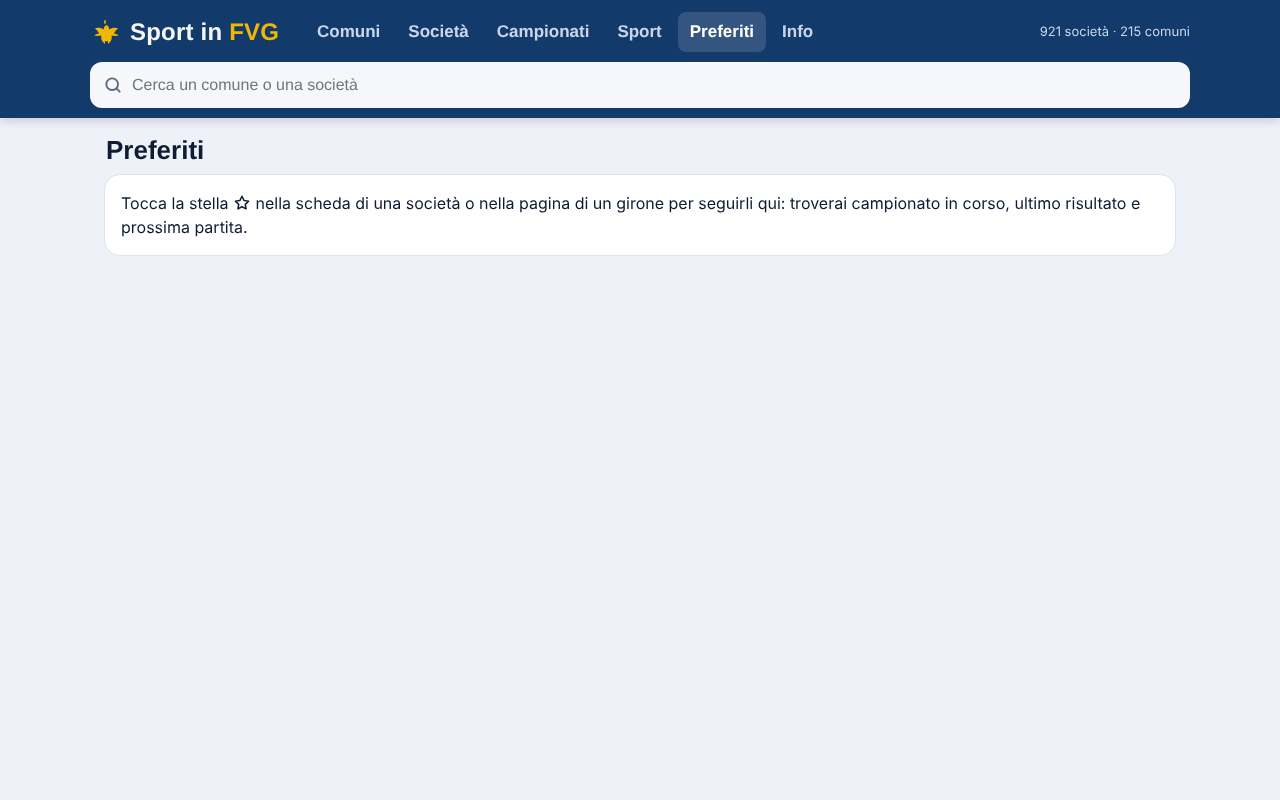 Sport in FVG
Comuni
Società
Campionati
Sport
Preferiti
Info
921 società · 215 comuni
Cerca un comune o una società
Preferiti
Tocca la stella ☆ nella scheda di una società o nella pagina di un girone per seguirli qui: troverai campionato in corso, ultimo risultato e
prossima partita.